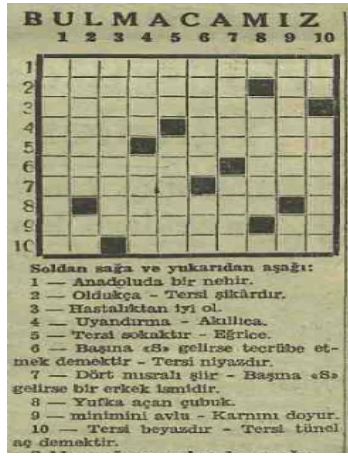 BULMACAMIZ
1 2 3 4 5 6 7 8 9 10
1
2
3
4
5
6
7
8
9
10
Soldan sağa ve yukarıdan aşağı:
1 — Anadoluda bir nehir.
2 — Oldukça - Tersi şikârdır.
3 — Hastalıktan iyi ol.
4 — Uyandırma - Akıllıca.
5 — Tersi sokaktır - Eğrice.
6 — Başına «S» gelirse tecrübe et-
mek demektir - Tersi niyazdır.
7 — Dört mısralı şiir - Başına «S»
gelirse bir erkek ismidir.
8 — Yufka açan çubuk.
9 — minimini avlu - Karnını doyur.
10 — Tersi beyazdır - Tersi tünel
aç demektir.